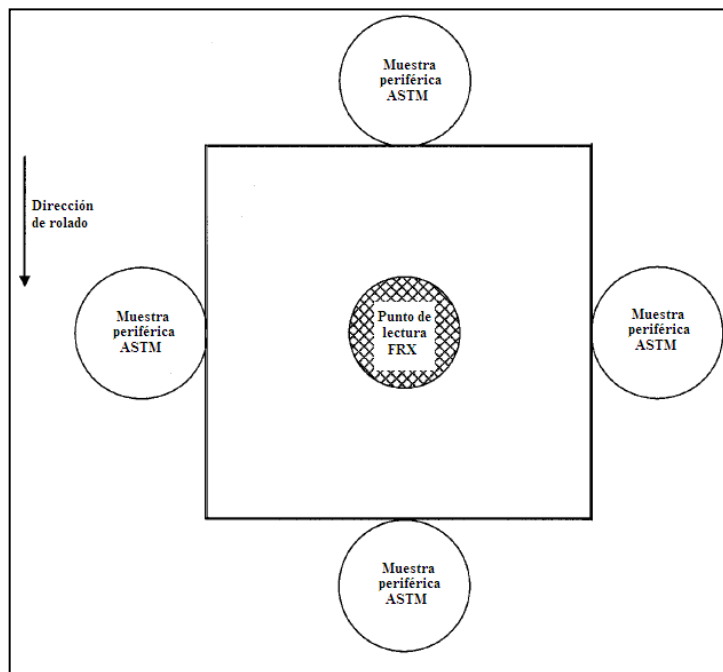 Muestra
periférica
ASTM
Dirección
de rolado
Muestra
periférica
ASTM
Punto de
lectura
FRX
Muestra
periférica
ASTM
Muestra
periférica
ASTM